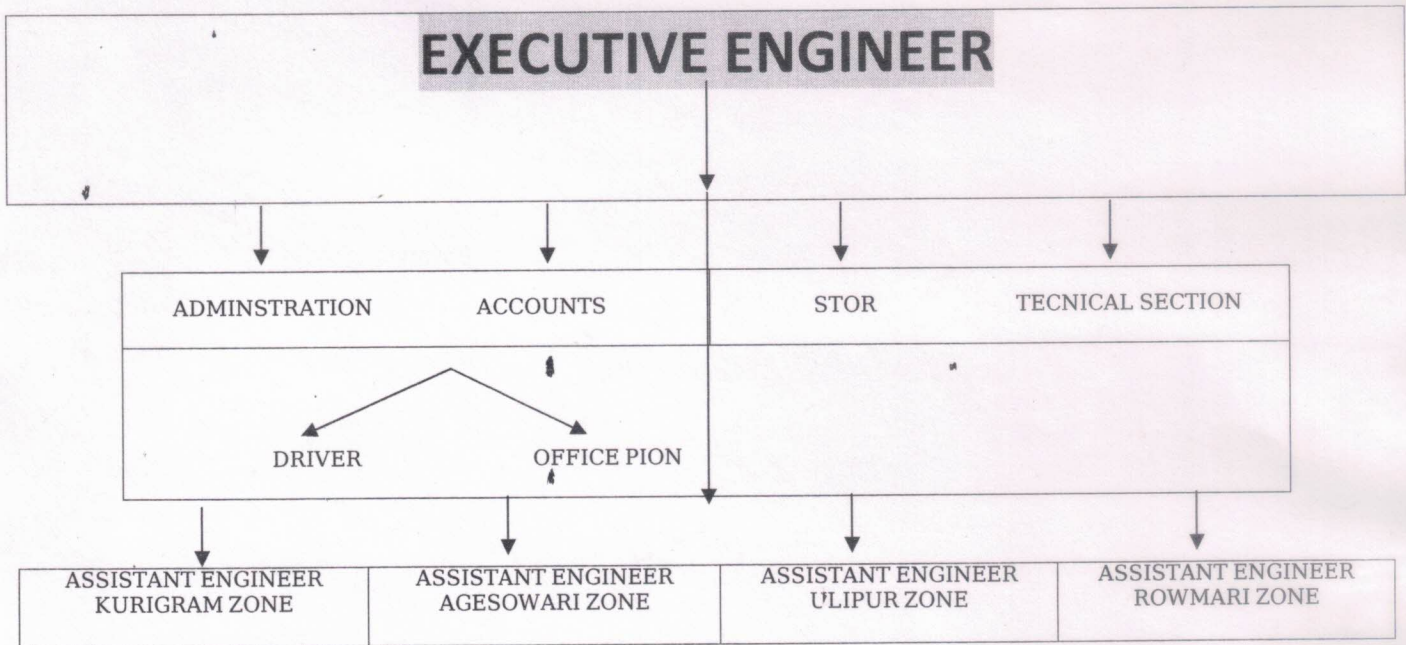 EXECUTIVE ENGINEER
ADMINSTRATION
ACCOUNTS
STOR
TECNICAL SECTION
DRIVER
OFFICE PION
ASSISTANT ENGINEER
KURIGRAM ZONE
ASSISTANT ENGINEER
AGESOWARI ZONE
ASSISTANT ENGINEER
ULIPUR ZONE
ASSISTANT ENGINEER
ROWMARI ZONE